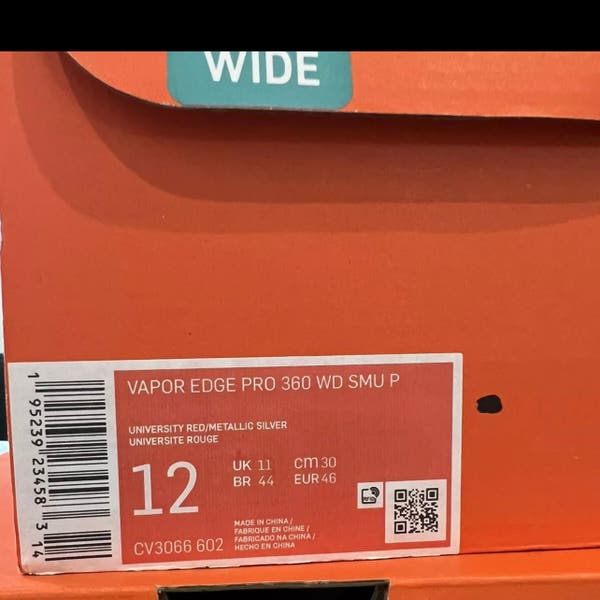 WIDE
VAPOR EDGE PRO 360 WD SMU P
UNIVERSITY RED/METALLIC SILVER
UNIVERSITE ROUGE
12
UK 11 cm 30
BR 44 EUR 46
MADE IN CHINA /
FABRIQUE EN CHINE /
FABRICADO NA CHINA /
HECHO EN CHINA
CV3066 602
1 95239 23458 3 14